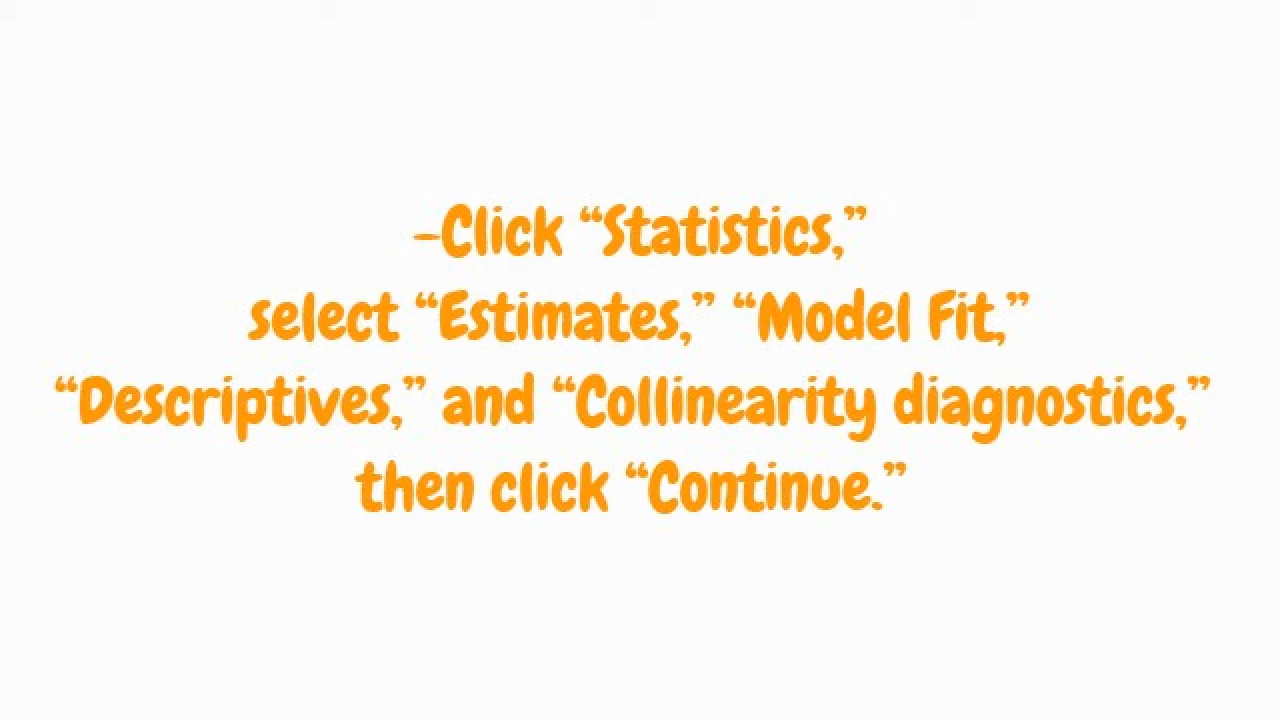 -Click “Statistics,”
select “Estimates,” “Model Fit,”
“Descriptives,” and “Collinearity diagnostics,”
then click “Continue.”